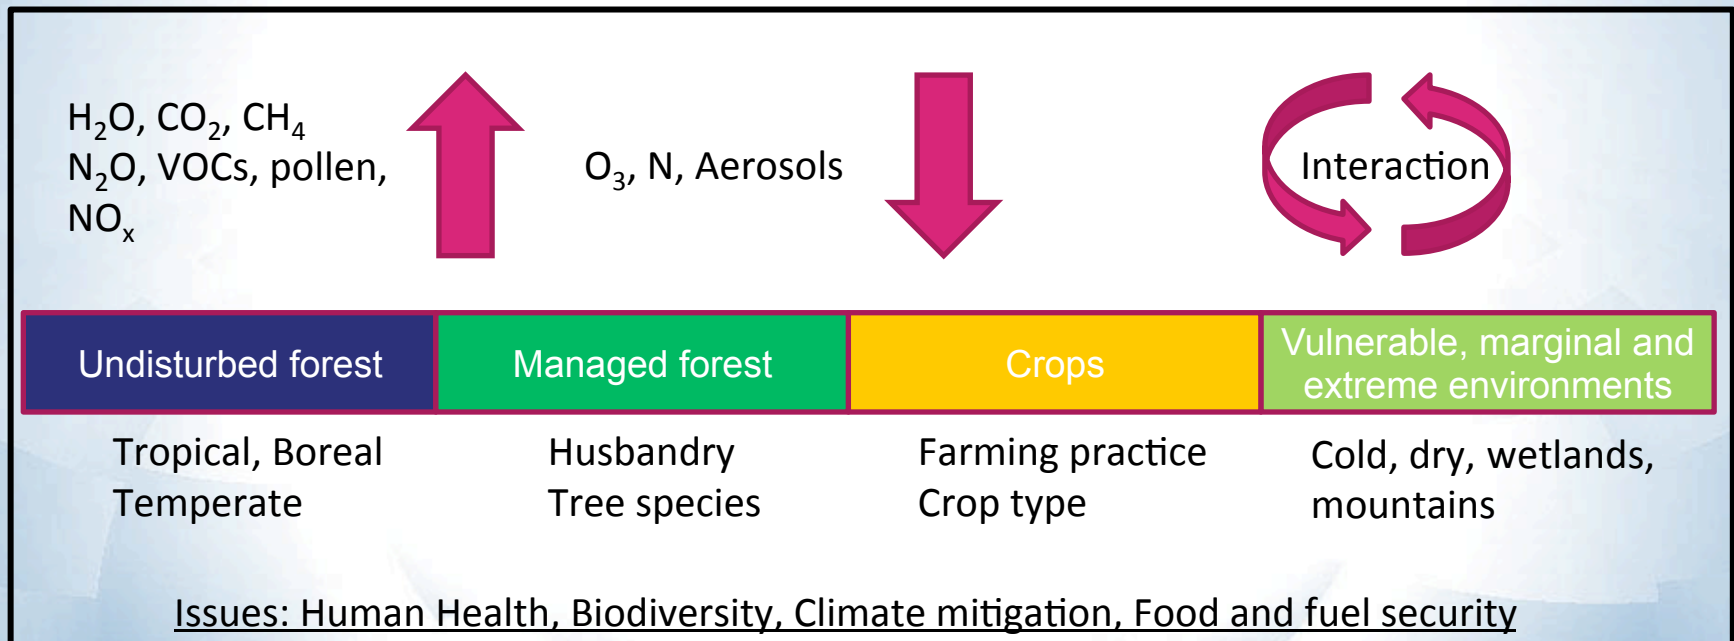 H₂O, CO₂, CH₄
N₂O, VOCs, pollen,
NOₓ
O₃, N, Aerosols
Interaction
Undisturbed forest
Managed forest
Crops
Vulnerable, marginal and
extreme environments
Tropical, Boreal
Temperate
Husbandry
Tree species
Farming practice
Crop type
Cold, dry, wetlands,
mountains
Issues: Human Health, Biodiversity, Climate mitigation, Food and fuel security